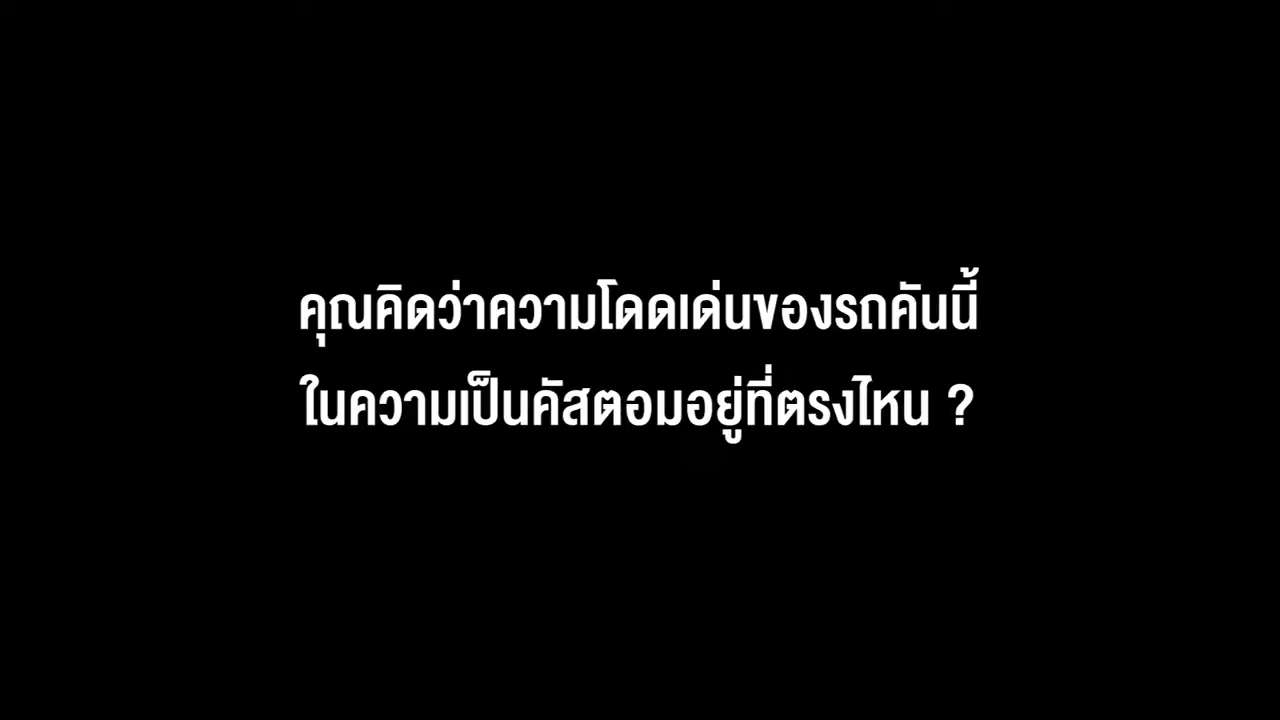 คุณคิดว่าความโดดเด่นของรถคันนี้
ในความเป็นคัสตอมอยู่ที่ตรงไหน ?